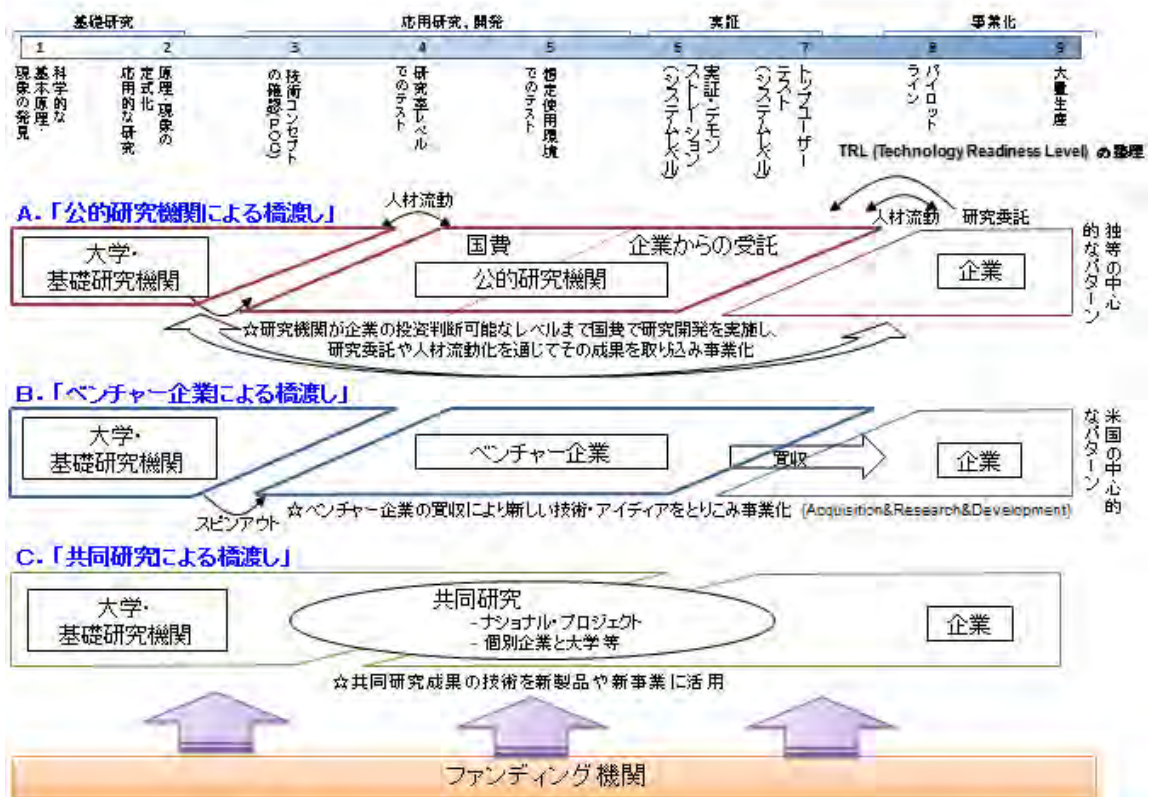 基礎研究
応用研究、開発
実証
事業化
1 2 3 4 5 6 7 8 9
科学的な
基本原理・
現象の発見
原理・現象の
定式化
応用的な研究
技術コンセプト
の確認(POC)
研究室レベル
でのテスト
想定使用環境
でのテスト
実証・デモン
ストレーション
(システムレベル)
トップユーザー
テスト
(システムレベル)
パイロット
ライン
大量生産
TRL (Technology Readiness Level) の整理
A.「公的研究機関による橋渡し」
人材流動
人材流動
研究委託
大学・
基礎研究機関
国費
企業からの受託
公的研究機関
企業
独等の中心
的なパターン
☆研究機関が企業の投資判断可能なレベルまで国費で研究開発を実施し、
研究委託や人材流動化を通じてその成果を取り込み事業化
B.「ベンチャー企業による橋渡し」
大学・
基礎研究機関
ベンチャー企業
買収
企業
米国の中心的
なパターン
スピンアウト
☆ベンチャー企業の買収により新しい技術・アイディアをとりこみ事業化 (Acquisition&Research&Development)
C.「共同研究による橋渡し」
大学・
基礎研究機関
共同研究
- ナショナル・プロジェクト
- 個別企業と大学等
企業
☆共同研究成果の技術を新製品や新事業に活用
ファンディング機関